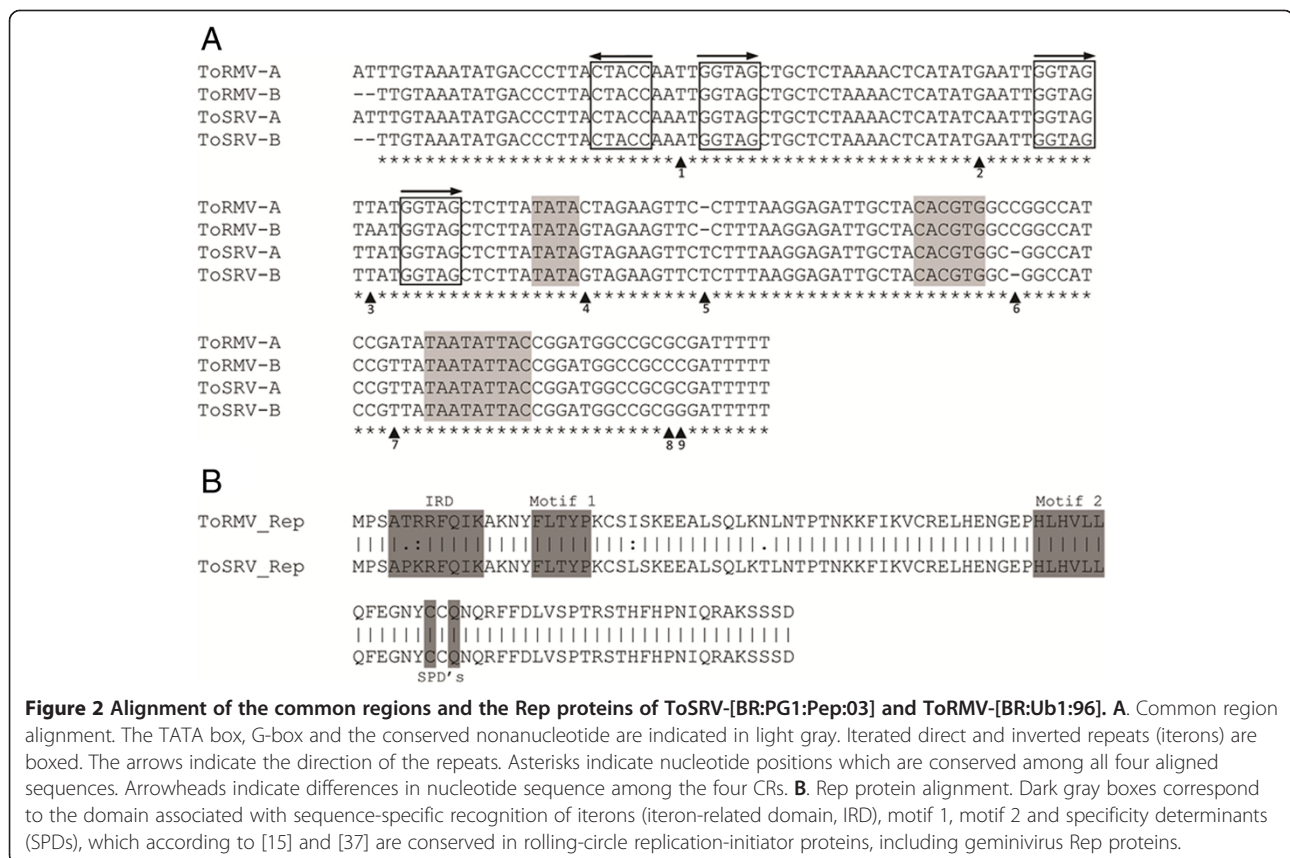 A
ToRMV-A ATTTGTAAATATGACCCTTACTACCAATTGGTAGCTGCTCTAAAACTCATATGAATTGGTAG
ToRMV-B --TTGTAAATATGACCCTTACTACCAATTGGTAGCTGCTCTAAAACTCATATGAATTGGTAG
ToSRV-A ATTTGTAAATATGACCCTTACTACCAAATGGTAGCTGCTCTAAAACTCATATCAATTGGTAG
ToSRV-B --TTGTAAATATGACCCTTACTACCAAATGGTAGCTGCTCTAAAACTCATATGAATTGGTAG
*************************▲************************▲*********
1 2
ToRMV-A TTATGGTAGCTCTTATATACTAGAAGTTC-CTTTAAGGAGATTGCTACACGTGGCCGGCCAT
ToRMV-B TAATGGTAGCTCTTATATAGTAGAAGTTC-CTTTAAGGAGATTGCTACACGTGGCCGGCCAT
ToSRV-A TTATGGTAGCTCTTATATAGTAGAAGTTCTCTTTAAGGAGATTGCTACACGTGGC-GGCCAT
ToSRV-B TTATGGTAGCTCTTATATAGTAGAAGTTCTCTTTAAGGAGATTGCTACACGTGGC-GGCCAT
*▲*****************▲*********▲*************************▲******
3 4 5 6
ToRMV-A CCGATATAATATTACCGGATGGCCGCGCGATTTTT
ToRMV-B CCGTTATAATATTACCGGATGGCCGCCCGATTTTT
ToSRV-A CCGTTATAATATTACCGGATGGCCGCGCGATTTTT
ToSRV-B CCGTTATAATATTACCGGATGGCCGCGGGATTTTT
***▲**********************▲▲*******
7 8 9
B
IRD Motif 1 Motif 2
ToRMV_Rep MPSATRRFQIKAKNYFLTYPKCSISKEEALSQLKNLNTPTNKKFIKVCRELHENGEPHLHVLL
||||.:||||||||||||||||:||||||||||.||||||||||||||||||||||||||||
ToSRV_Rep MPSAPKRFQIKAKNYFLTYPKCSLSKEEALSQLKTLNTPTNKKFIKVCRELHENGEPHLHVLL
QFEGNYCCQNQRFFDLVSPTRSTHFHPNIQRAKSSSD
|||||||||||||||||||||||||||||||||||||
QFEGNYCCQNQRFFDLVSPTRSTHFHPNIQRAKSSSD
SPD's
Figure 2 Alignment of the common regions and the Rep proteins of ToSRV-[BR:PG1:Pep:03] and ToRMV-[BR:Ub1:96]. A. Common region
alignment. The TATA box, G-box and the conserved nonanucleotide are indicated in light gray. Iterated direct and inverted repeats (iterons) are
boxed. The arrows indicate the direction of the repeats. Asterisks indicate nucleotide positions which are conserved among all four aligned
sequences. Arrowheads indicate differences in nucleotide sequence among the four CRs. B. Rep protein alignment. Dark gray boxes correspond
to the domain associated with sequence-specific recognition of iterons (iteron-related domain, IRD), motif 1, motif 2 and specificity determinants
(SPDs), which according to [15] and [37] are conserved in rolling-circle replication-initiator proteins, including geminivirus Rep proteins.